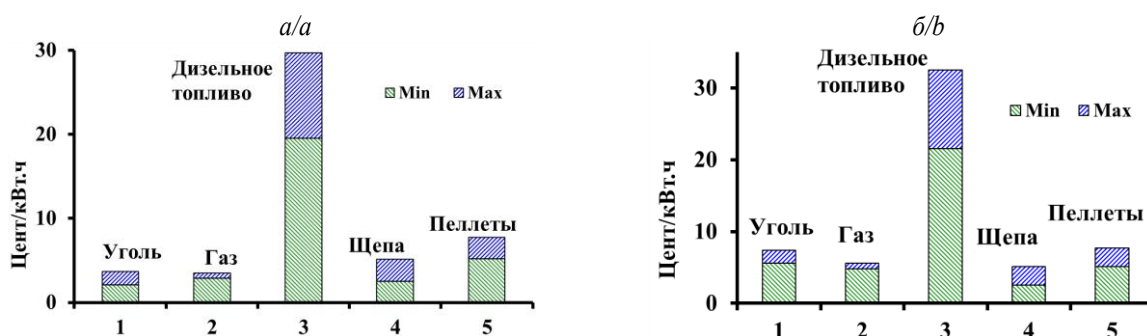 а/a
Цент/кВт.ч
30
20
10
0
Дизельное
топливо
Min
Max
Уголь
Газ
Щепа
Пеллеты
1 2 3 4 5
б/b
Цент/кВт.ч
30
20
10
0
Дизельное
топливо
Min
Max
Уголь
Газ
Щепа
Пеллеты
1 2 3 4 5